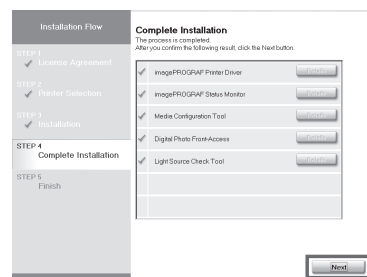 Installation Flow
STEP 1
License Agreement
STEP 2
Printer Selection
STEP 3
Installation
STEP 4
Complete Installation
STEP 5
Finish
Complete Installation
The process is completed.
After you confirm the following result, click the Next button.
imagePROGRAF Printer Driver
imagePROGRAF Status Monitor
Media Configuration Tool
Digital Photo Front-Access
Light Source Check Tool
Next